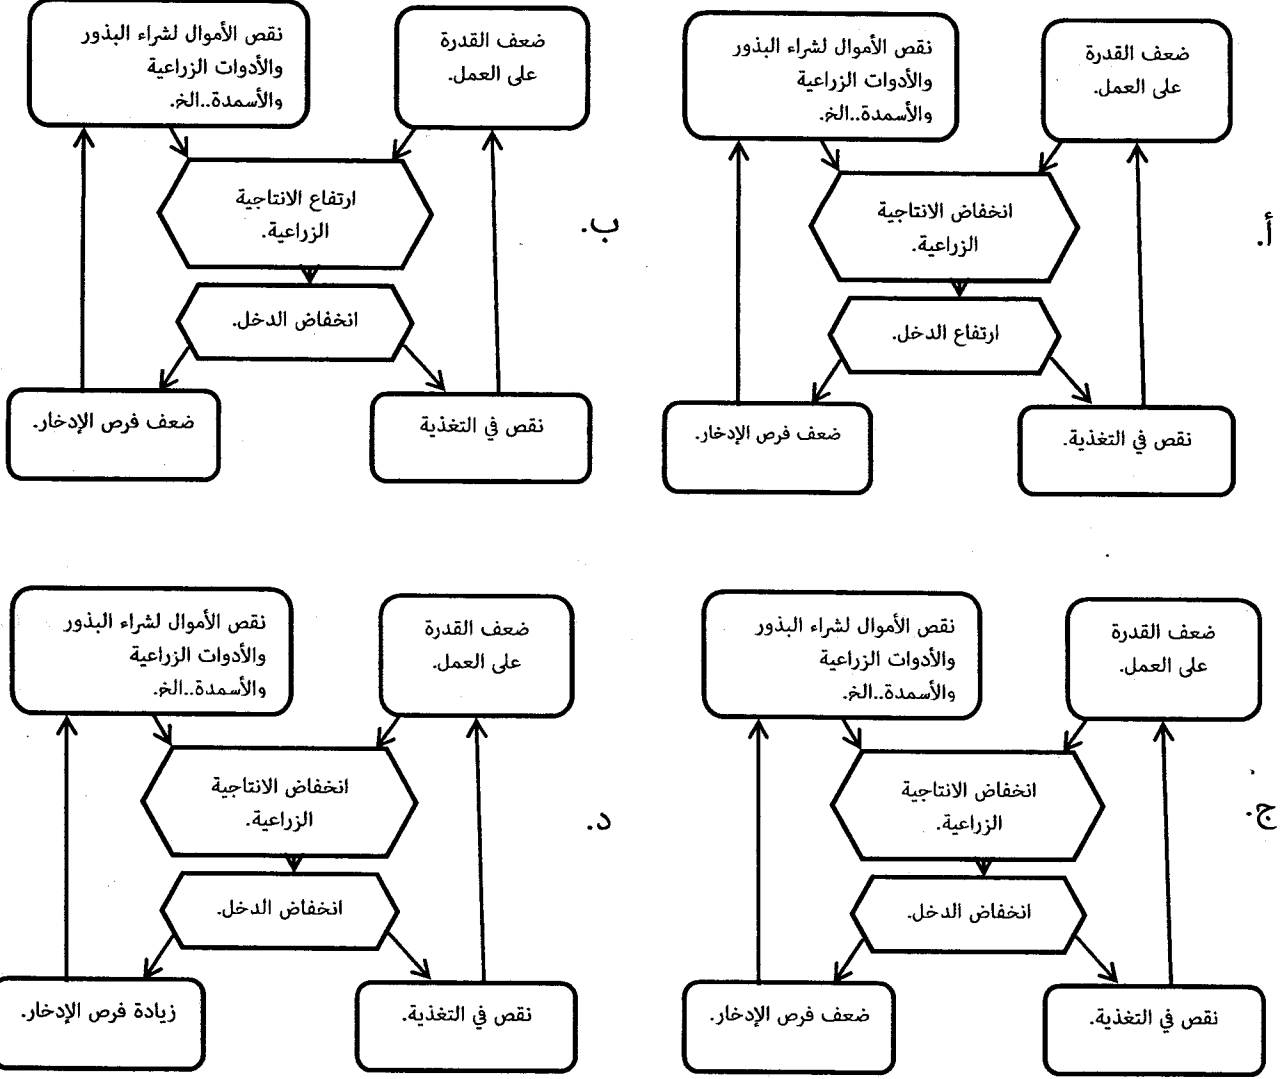 أ.
ضعف القدرة
على العمل.
نقص الأموال لشراء البذور
والأدوات الزراعية
والأسمدة..الخ.
انخفاض الانتاجية
الزراعية.
ارتفاع الدخل.
نقص في التغذية.
ضعف فرص الإدخار.
ب.
ضعف القدرة
على العمل.
نقص الأموال لشراء البذور
والأدوات الزراعية
والأسمدة..الخ.
ارتفاع الانتاجية
الزراعية.
انخفاض الدخل.
نقص في التغذية
ضعف فرص الإدخار.
ج.
ضعف القدرة
على العمل.
نقص الأموال لشراء البذور
والأدوات الزراعية
والأسمدة..الخ.
انخفاض الانتاجية
الزراعية.
انخفاض الدخل.
نقص في التغذية.
ضعف فرص الإدخار.
د.
ضعف القدرة
على العمل.
نقص الأموال لشراء البذور
والأدوات الزراعية
والأسمدة..الخ.
انخفاض الانتاجية
الزراعية.
انخفاض الدخل.
نقص في التغذية.
زيادة فرص الإدخار.